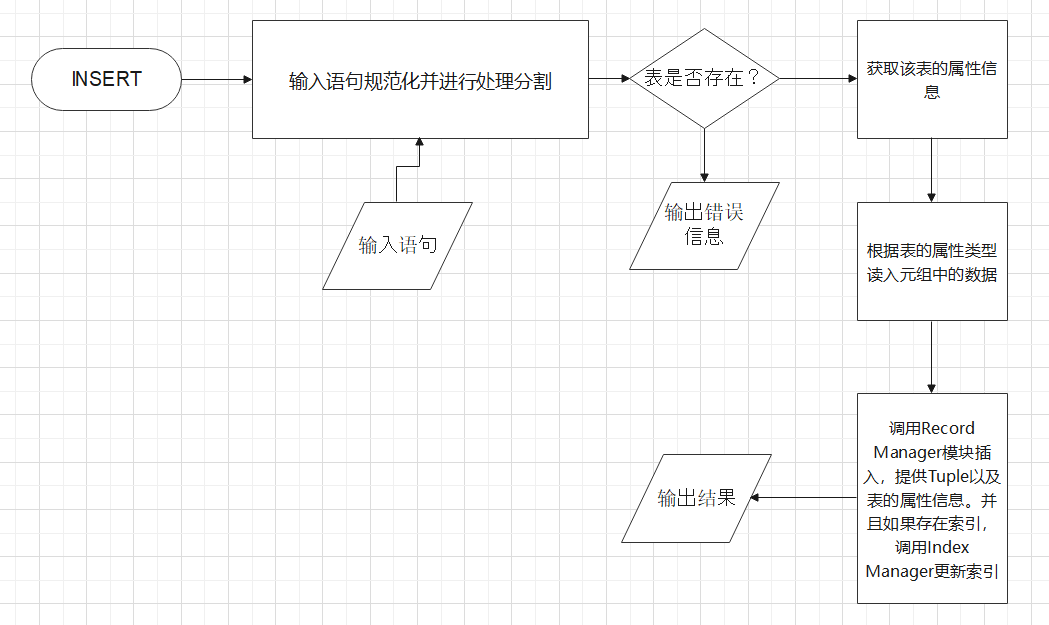 INSERT
输入语句规范化并进行处理分割
表是否存在？
获取该表的属性信
息
输入语句
输出错误
信息
根据表的属性类型
读入元组中的数据
调用Record
Manager模块插
入，提供Tuple以及
表的属性信息。并
且如果存在索引，
调用Index
Manager更新索引
输出结果